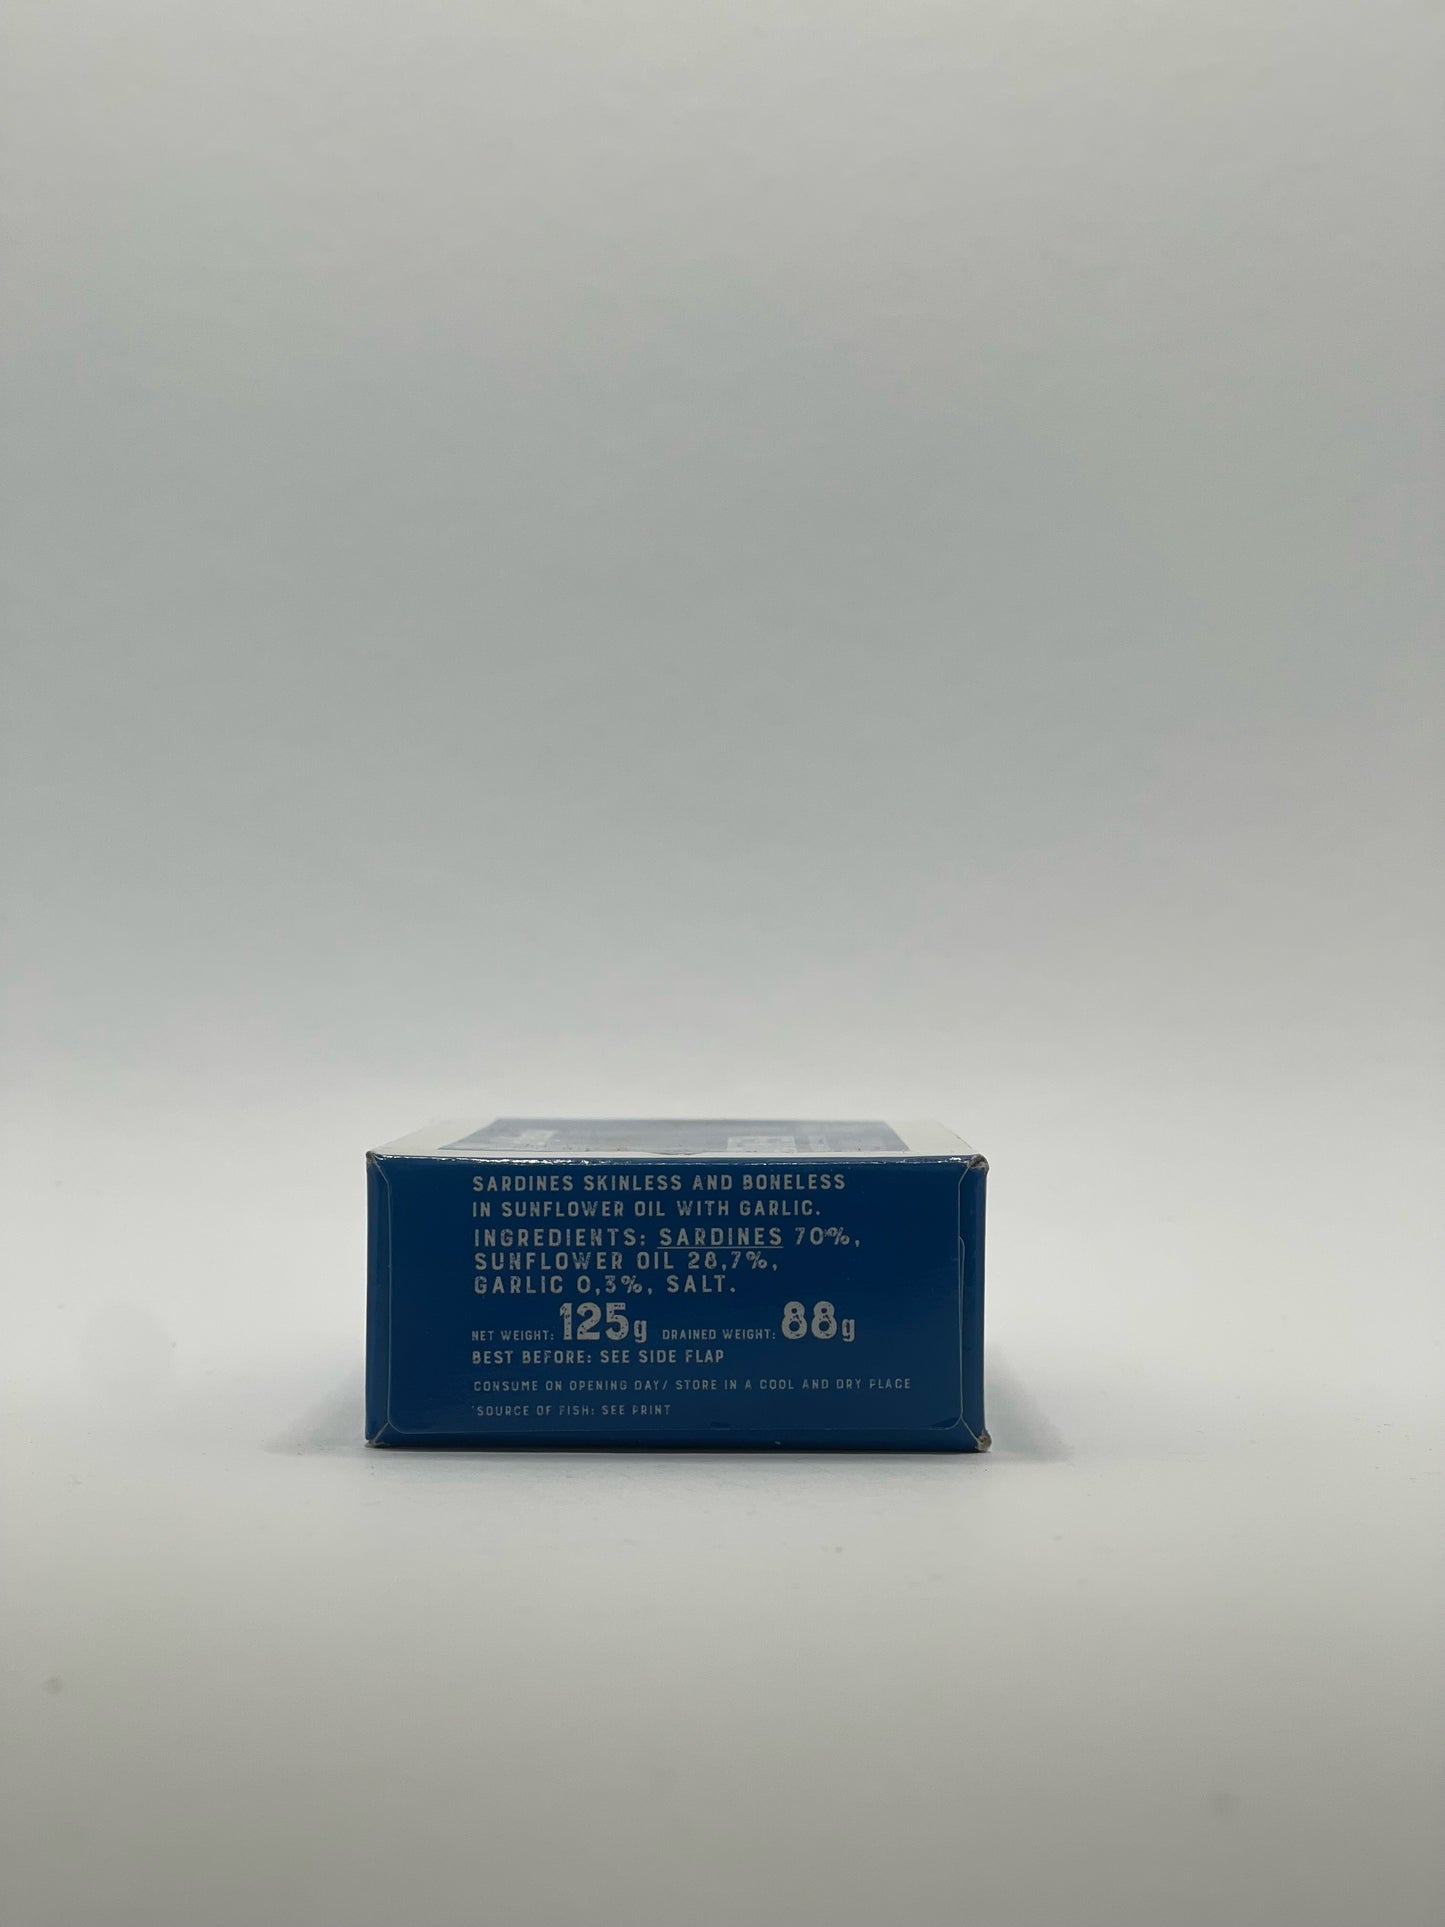 SARDINES SKINLESS AND BONELESS
IN SUNFLOWER OIL WITH GARLIC.
INGREDIENTS: SARDINES 70%,
SUNFLOWER OIL 28,7%,
GARLIC 0,3%, SALT.
NET WEIGHT: 125g DRAINED WEIGHT: 88g
BEST BEFORE: SEE SIDE FLAP
CONSUME ON OPENING DAY/ STORE IN A COOL AND DRY PLACE
*SOURCE OF FISH: SEE PRINT